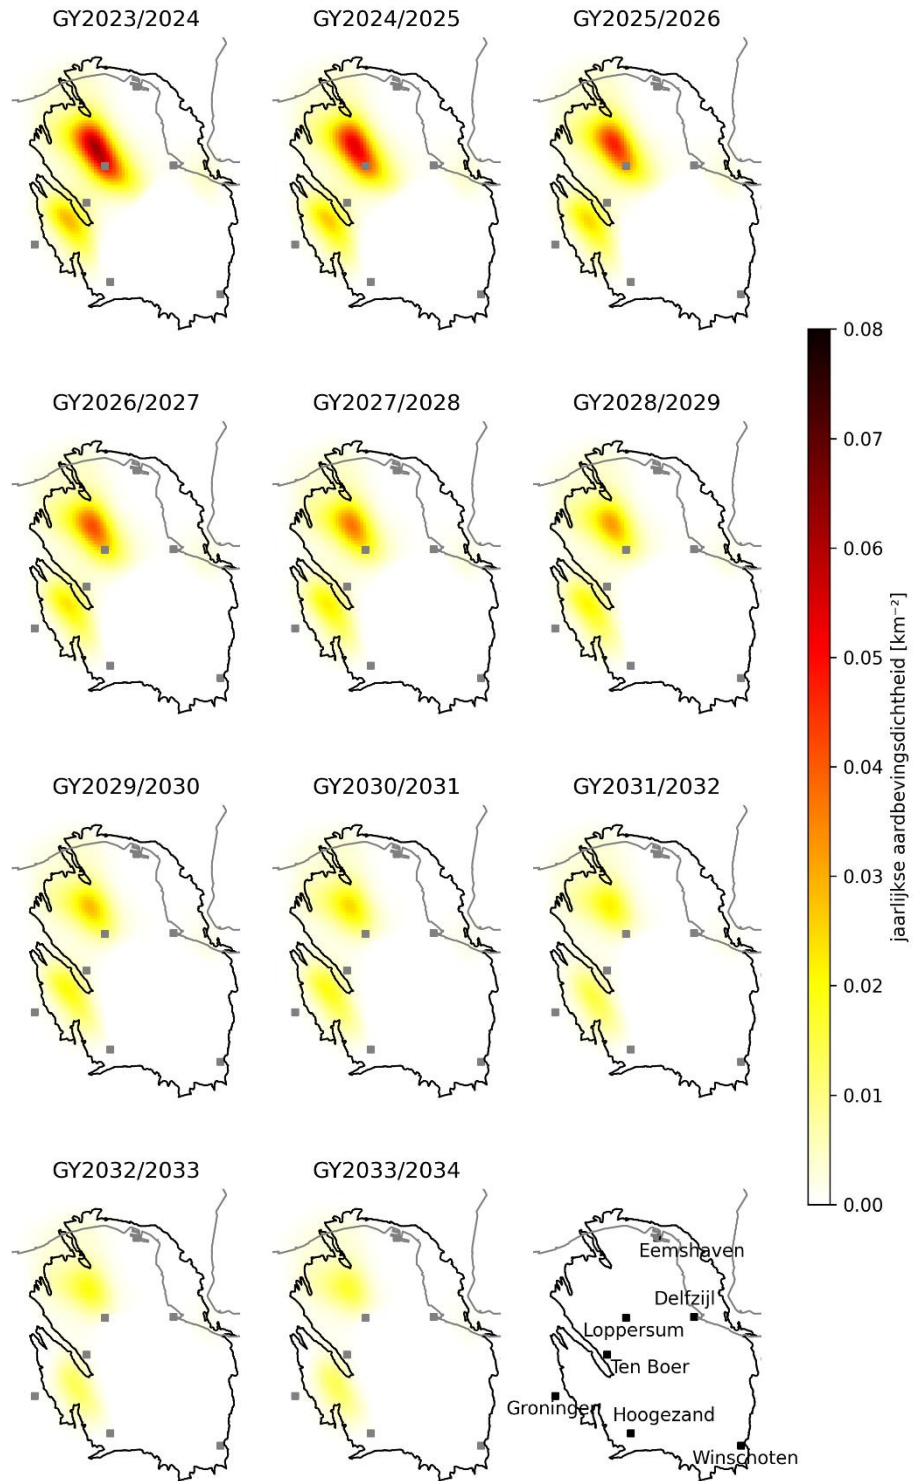 GY2023/2024
GY2024/2025
GY2025/2026
GY2026/2027
GY2027/2028
GY2028/2029
GY2029/2030
GY2030/2031
GY2031/2032
GY2032/2033
GY2033/2034
Eemshaven
Delfzijl
Loppersum
Ten Boer
Groningen
Hoogezand
Winschoten
0.08
0.07
0.06
0.05
0.04
0.03
0.02
0.01
0.00
jaarlijkse aardbevingsdichtheid [km⁻²]